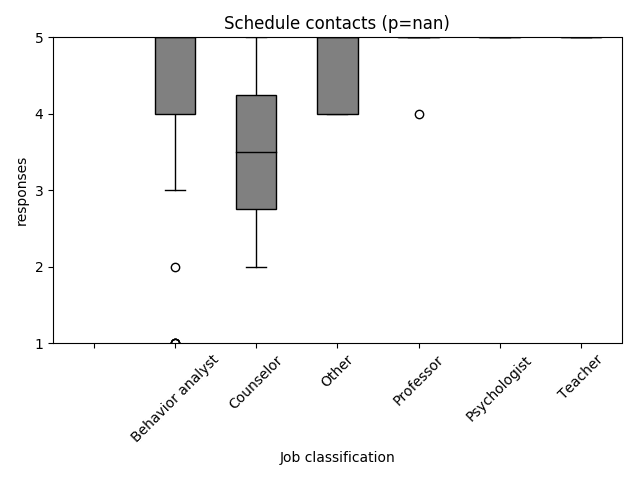 Schedule contacts (p=nan)
5
4
3
2
1
responses
Behavior analyst
Counselor
Other
Professor
Psychologist
Teacher
Job classification